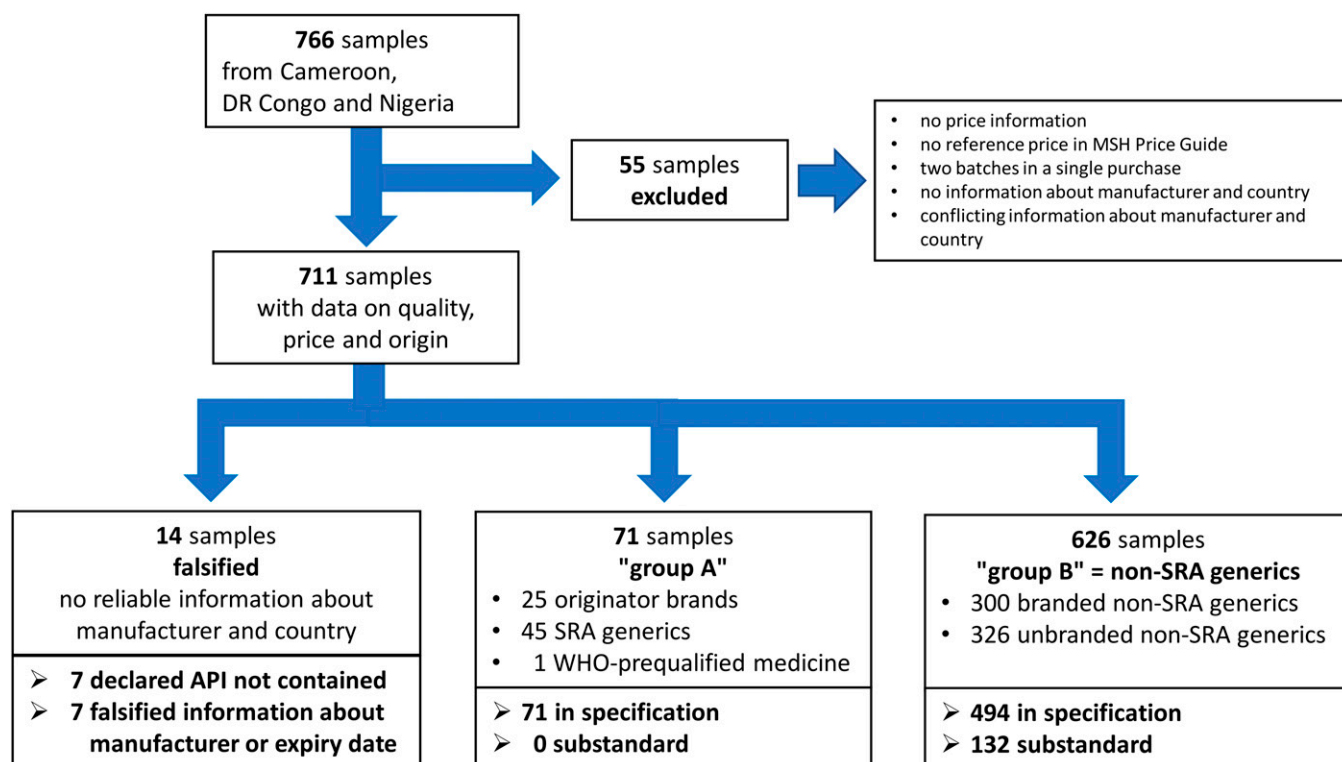 766 samples
from Cameroon,
DR Congo and Nigeria
55 samples
excluded
• no price information
• no reference price in MSH Price Guide
• two batches in a single purchase
• no information about manufacturer and country
• conflicting information about manufacturer and
country
711 samples
with data on quality,
price and origin
14 samples
falsified
no reliable information about
manufacturer and country
➢ 7 declared API not contained
➢ 7 falsified information about
manufacturer or expiry date
71 samples
"group A"
• 25 originator brands
• 45 SRA generics
• 1 WHO-prequalified medicine
➢ 71 in specification
➢ 0 substandard
626 samples
"group B" = non-SRA generics
• 300 branded non-SRA generics
• 326 unbranded non-SRA generics
➢ 494 in specification
➢ 132 substandard